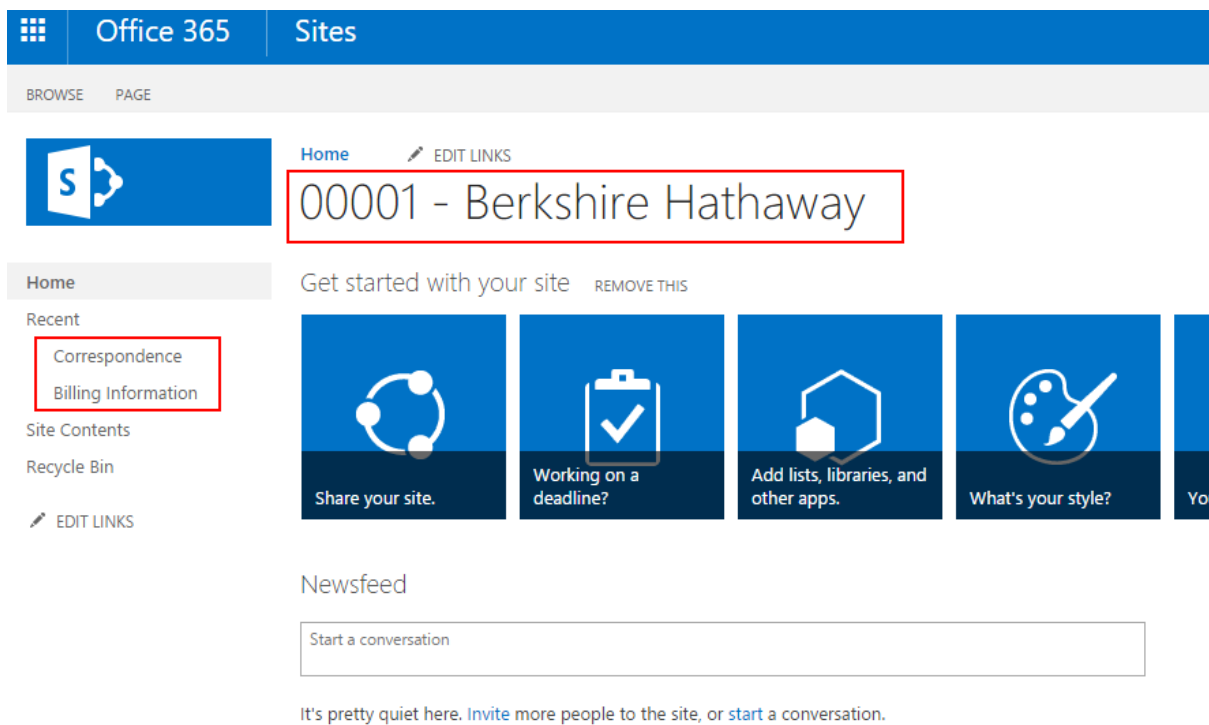 Office 365
Sites
BROWSE PAGE
S
Home
EDIT LINKS
00001 - Berkshire Hathaway
Home
Recent
Correspondence
Billing Information
Site Contents
Recycle Bin
EDIT LINKS
Get started with your site REMOVE THIS
Share your site.
Working on a
deadline?
Add lists, libraries, and
other apps.
What's your style?
Yo
Newsfeed
Start a conversation
It's pretty quiet here. Invite more people to the site, or start a conversation.